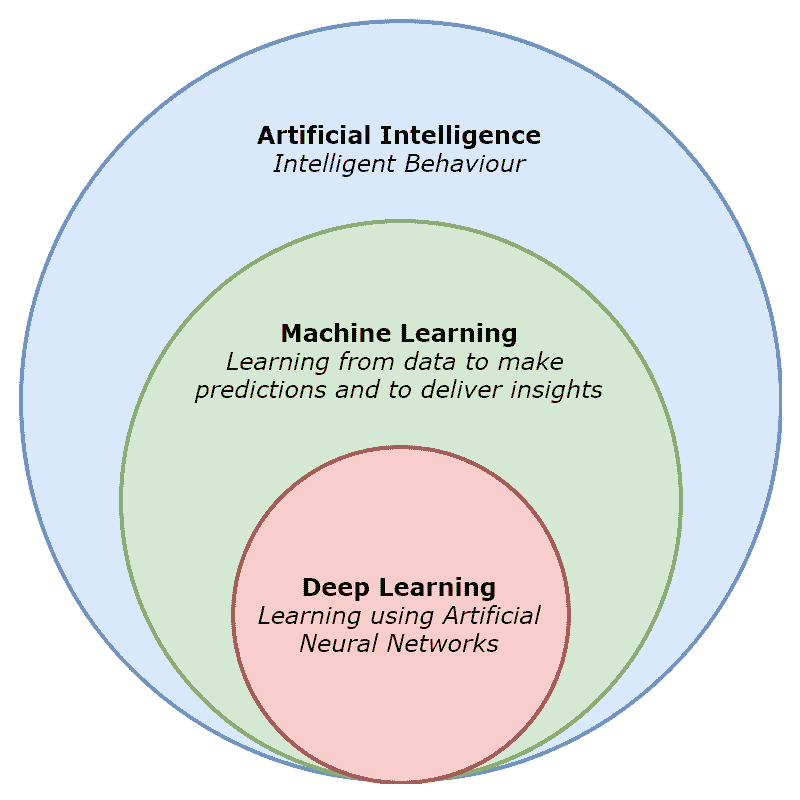 Artificial Intelligence
Intelligent Behaviour
Machine Learning
Learning from data to make
predictions and to deliver insights
Deep Learning
Learning using Artificial
Neural Networks